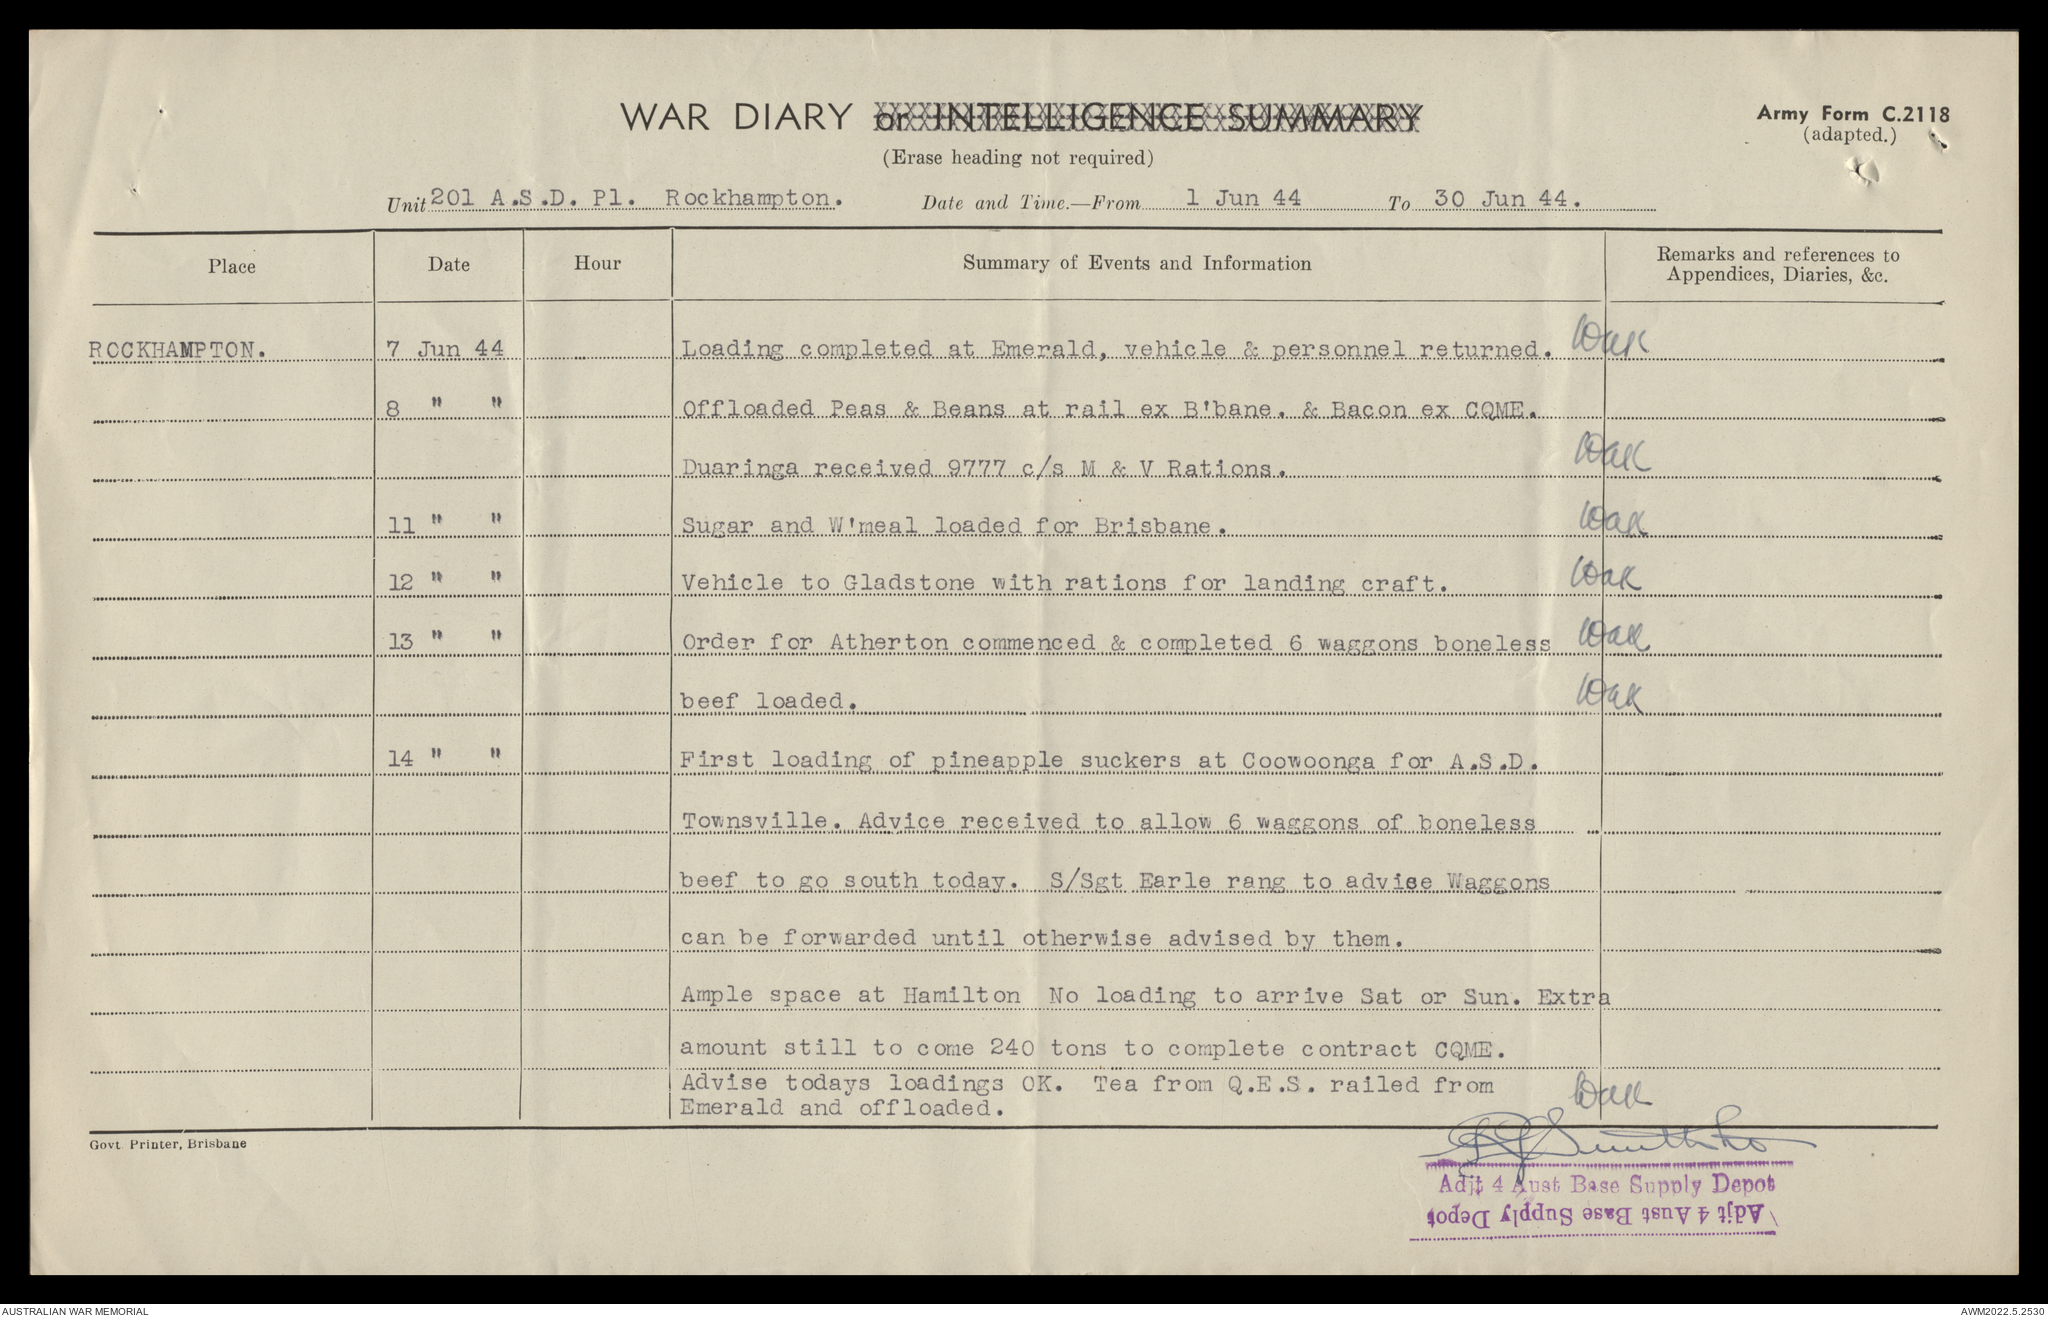 WAR DIARY or INTELLIGENCE SUMMARY
Army Form C.2118
(adapted.)
(Erase heading not required)
Unit 201 A.S.D. Pl. Rockhampton. Date and Time.—From 1 Jun 44 To 30 Jun 44.
Place Date Hour Summary of Events and Information Remarks and references to
Appendices, Diaries, &c.
ROCKHAMPTON. 7 Jun 44 Loading completed at Emerald, vehicle & personnel returned. WaK
8 " " Offloaded Peas & Beans at rail ex B'bane. & Bacon ex CQME.
Duaringa received 9777 c/s M & V Rations. WaK
11 " " Sugar and W'meal loaded for Brisbane. WaK
12 " " Vehicle to Gladstone with rations for landing craft. WaK
13 " " Order for Atherton commenced & completed 6 waggons boneless WaK
beef loaded. WaK
14 " " First loading of pineapple suckers at Coowoonga for A.S.D.
Townsville. Advice received to allow 6 waggons of boneless
beef to go south today. S/Sgt Earle rang to advise Waggons
can be forwarded until otherwise advised by them.
Ample space at Hamilton No loading to arrive Sat or Sun. Extra
amount still to come 240 tons to complete contract CQME.
Advise todays loadings OK. Tea from Q.E.S. railed from
Emerald and offloaded. WaK
Govt Printer, Brisbane
Adjt 4 Aust Base Supply Depot
Adjt 4 Aust Base Supply Depot
AUSTRALIAN WAR MEMORIAL AWM2022.5.2530